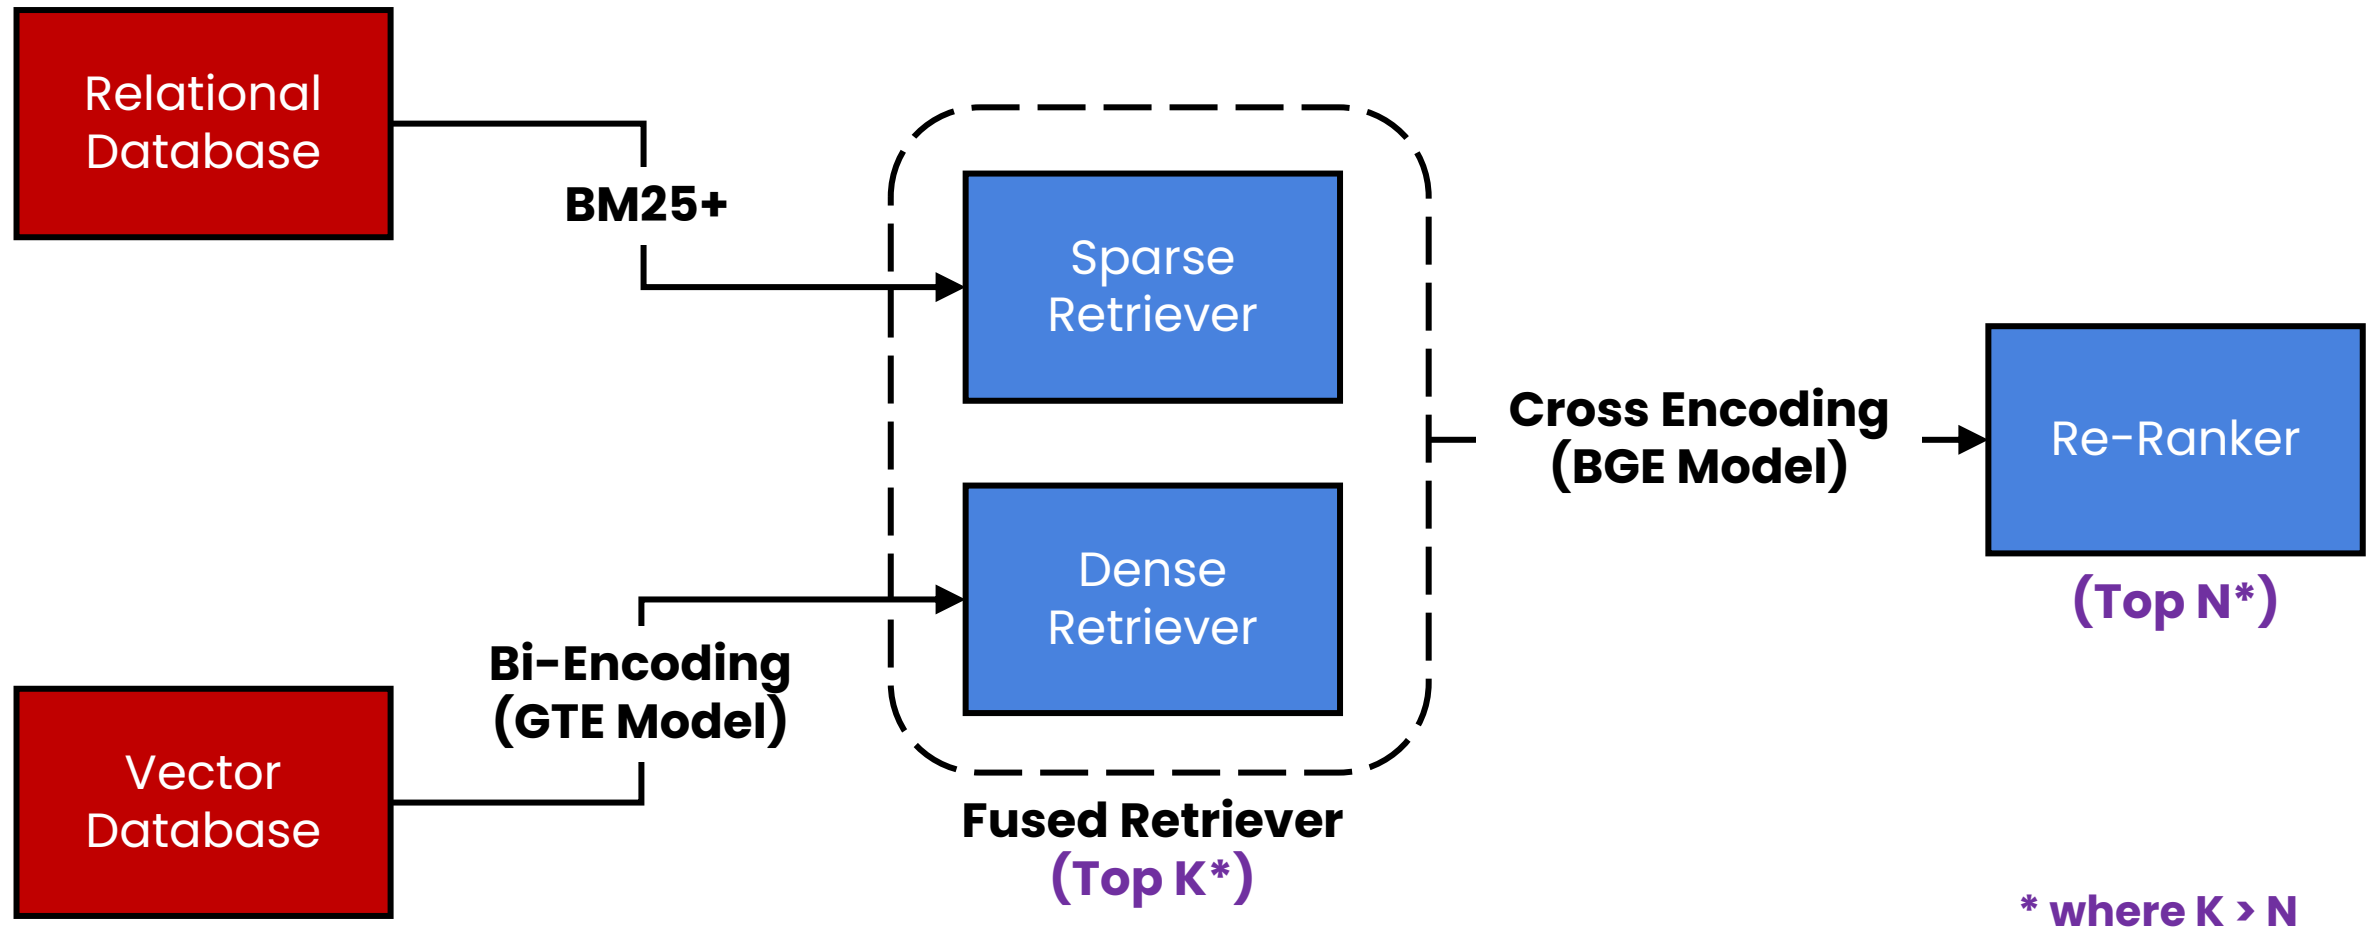 Relational
Database
BM25+
Sparse
Retriever
Cross Encoding
(BGE Model)
Re-Ranker
(Top N*)
Dense
Retriever
Bi-Encoding
(GTE Model)
Vector
Database
Fused Retriever
(Top K*)
* where K > N